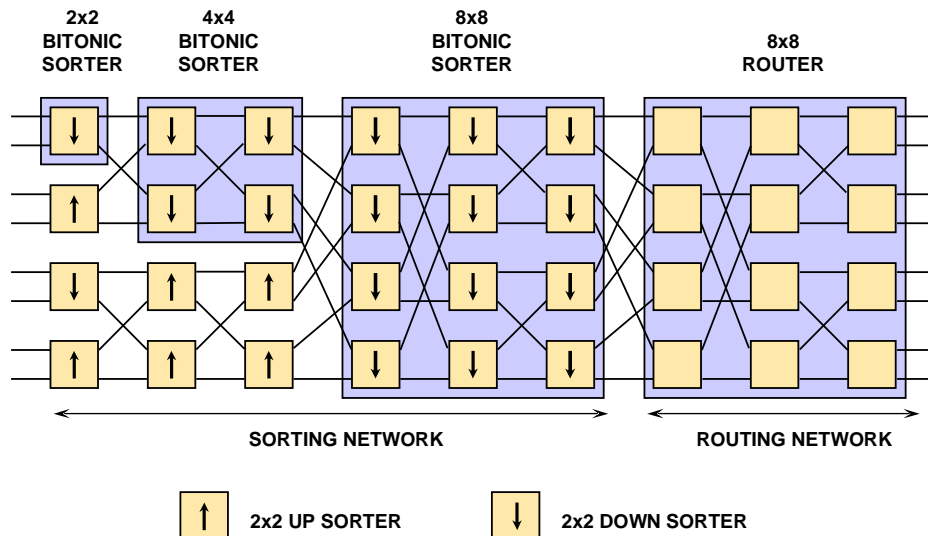 2x2
BITONIC
SORTER
4x4
BITONIC
SORTER
8x8
BITONIC
SORTER
8x8
ROUTER
SORTING NETWORK
ROUTING NETWORK
2x2 UP SORTER
2x2 DOWN SORTER